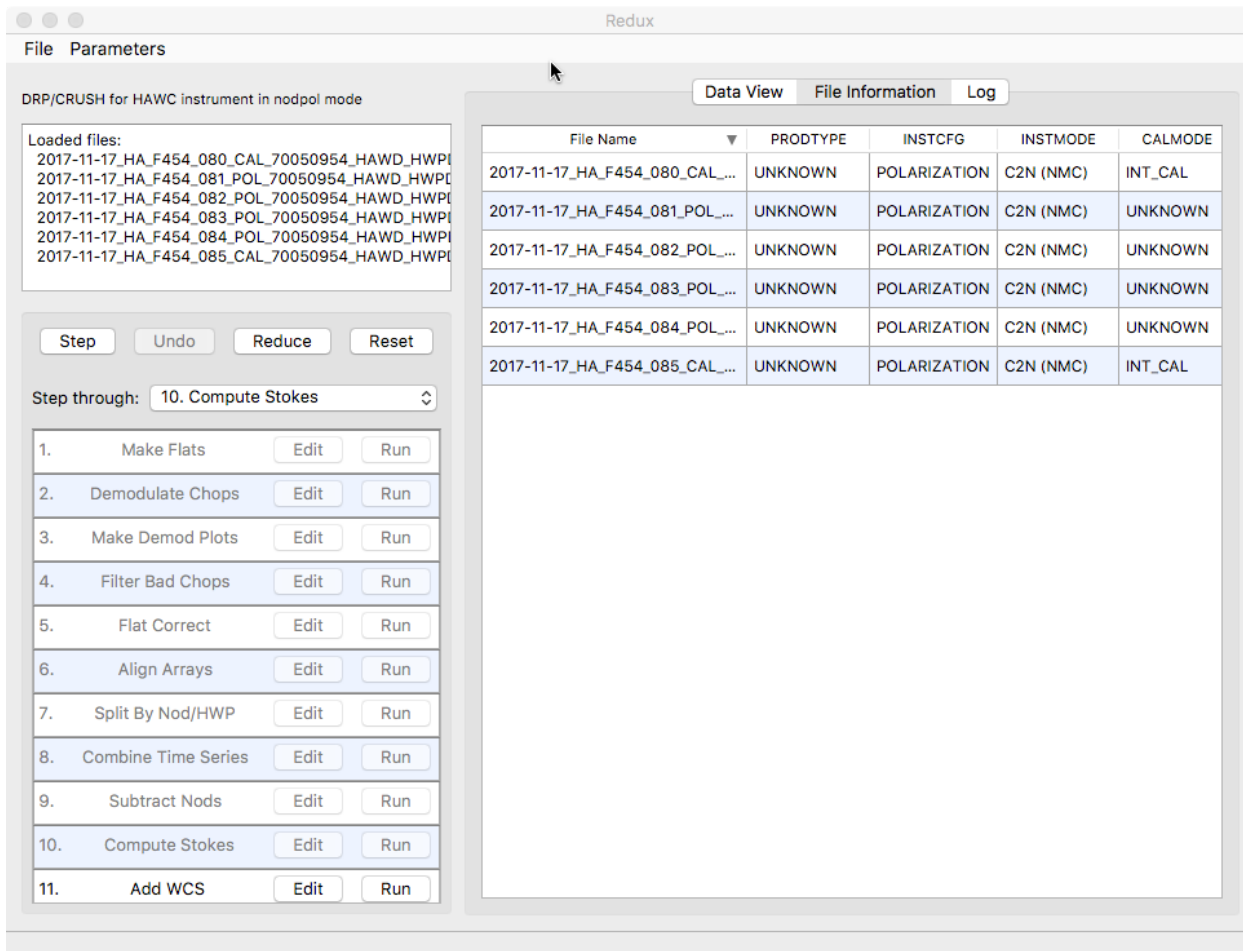 Redux
File Parameters
DRP/CRUSH for HAWC instrument in nodpol mode
Loaded files:
2017-11-17_HA_F454_080_CAL_70050954_HAWD_HWPD
2017-11-17_HA_F454_081_POL_70050954_HAWD_HWPD
2017-11-17_HA_F454_082_POL_70050954_HAWD_HWPI
2017-11-17_HA_F454_083_POL_70050954_HAWD_HWPI
2017-11-17_HA_F454_084_POL_70050954_HAWD_HWPI
2017-11-17_HA_F454_085_CAL_70050954_HAWD_HWPD
Step Undo Reduce Reset
Step through: 10. Compute Stokes
1. Make Flats Edit Run
2. Demodulate Chops Edit Run
3. Make Demod Plots Edit Run
4. Filter Bad Chops Edit Run
5. Flat Correct Edit Run
6. Align Arrays Edit Run
7. Split By Nod/HWP Edit Run
8. Combine Time Series Edit Run
9. Subtract Nods Edit Run
10. Compute Stokes Edit Run
11. Add WCS Edit Run
Data View File Information Log
File Name PRODTYPE INSTCFG INSTMODE CALMODE
2017-11-17_HA_F454_080_CAL_... UNKNOWN POLARIZATION C2N (NMC) INT_CAL
2017-11-17_HA_F454_081_POL_... UNKNOWN POLARIZATION C2N (NMC) UNKNOWN
2017-11-17_HA_F454_082_POL_... UNKNOWN POLARIZATION C2N (NMC) UNKNOWN
2017-11-17_HA_F454_083_POL_... UNKNOWN POLARIZATION C2N (NMC) UNKNOWN
2017-11-17_HA_F454_084_POL_... UNKNOWN POLARIZATION C2N (NMC) UNKNOWN
2017-11-17_HA_F454_085_CAL_... UNKNOWN POLARIZATION C2N (NMC) INT_CAL